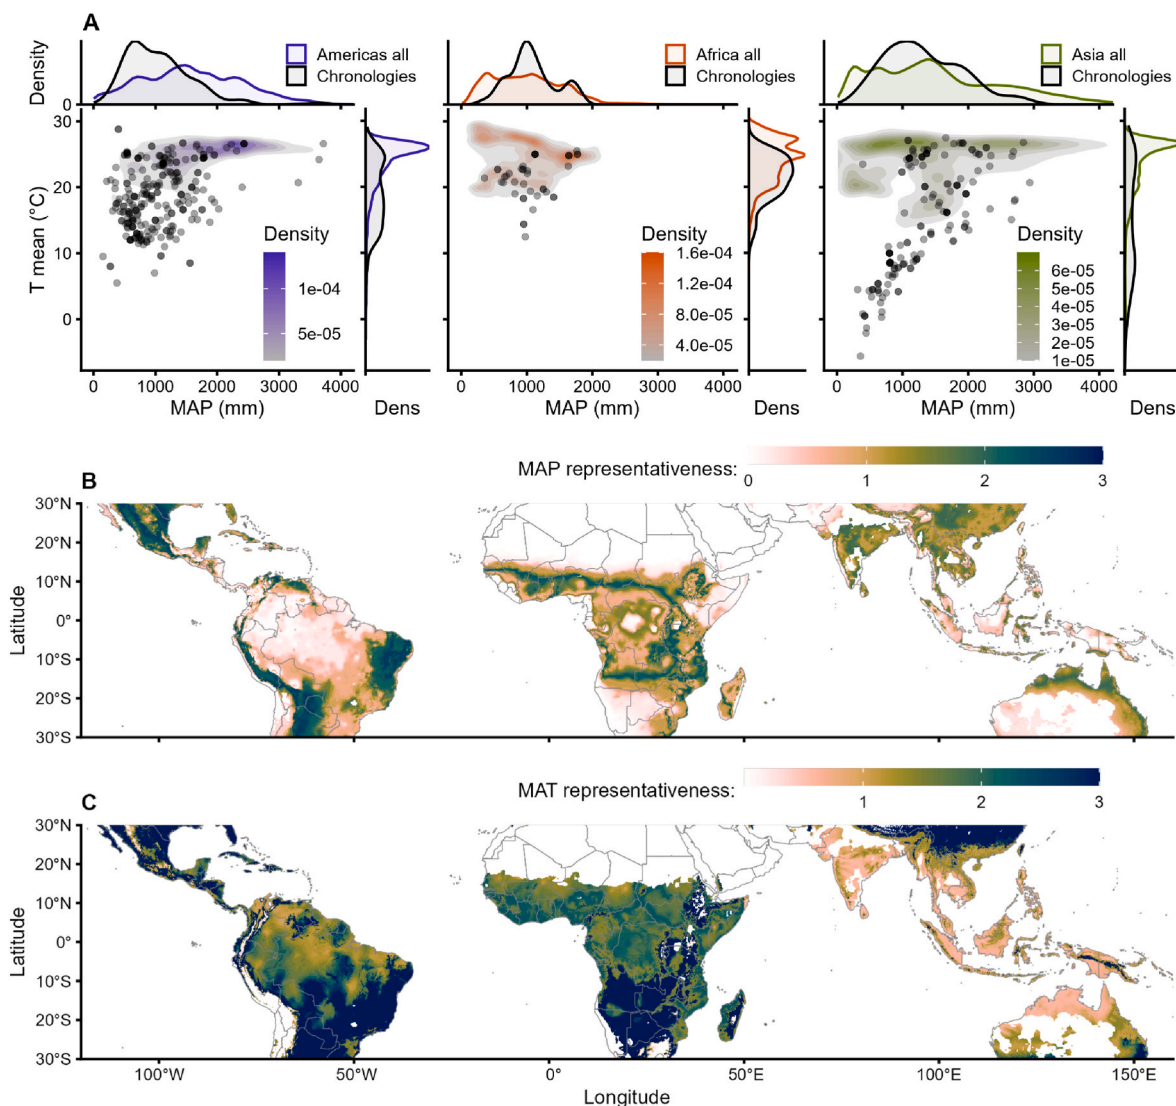 A
Density
0
Americas all
Chronologies
Africa all
Chronologies
Asia all
Chronologies
T mean (°C)
30
20
10
0
Density
1e-04
5e-05
Density
1.6e-04
1.2e-04
8.0e-05
4.0e-05
Density
6e-05
5e-05
4e-05
3e-05
2e-05
1e-05
0 1000 2000 3000 4000
0 1000 2000 3000 4000
0 1000 2000 3000 4000
MAP (mm) Dens MAP (mm) Dens MAP (mm) Dens
MAP representativeness:
0 1 2 3
B
Latitude
30°N
20°N
10°N
0°
10°S
20°S
30°S
MAT representativeness:
1 2 3
C
Latitude
30°N
20°N
10°N
0°
10°S
20°S
30°S
100°W 50°W 0° 50°E 100°E 150°E
Longitude